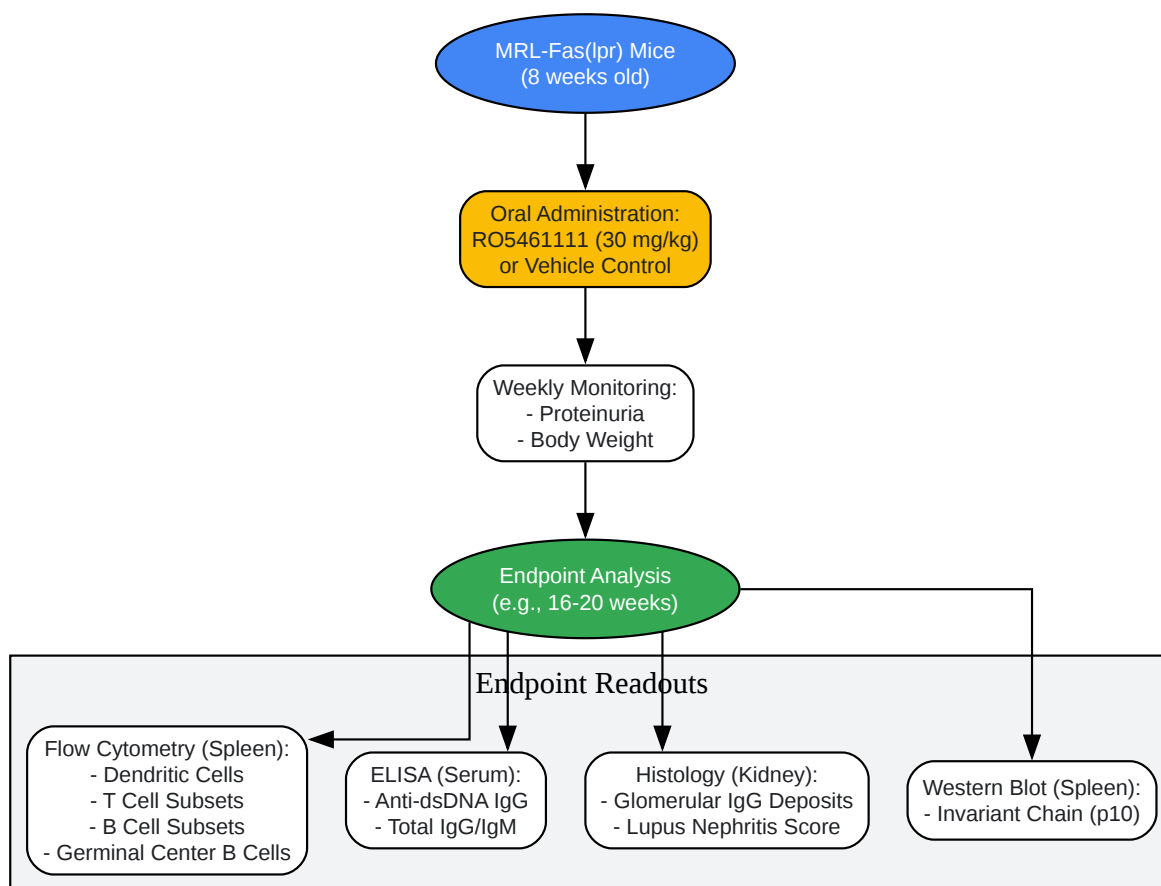 MRL-Fas(lpr) Mice
(8 weeks old)
Oral Administration:
RO5461111 (30 mg/kg)
or Vehicle Control
Weekly Monitoring:
- Proteinuria
- Body Weight
Endpoint Analysis
(e.g., 16-20 weeks)
Endpoint Readouts
Flow Cytometry (Spleen):
- Dendritic Cells
- T Cell Subsets
- B Cell Subsets
- Germinal Center B Cells
ELISA (Serum):
- Anti-dsDNA IgG
- Total IgG/IgM
Histology (Kidney):
- Glomerular IgG Deposits
- Lupus Nephritis Score
Western Blot (Spleen):
- Invariant Chain (p10)